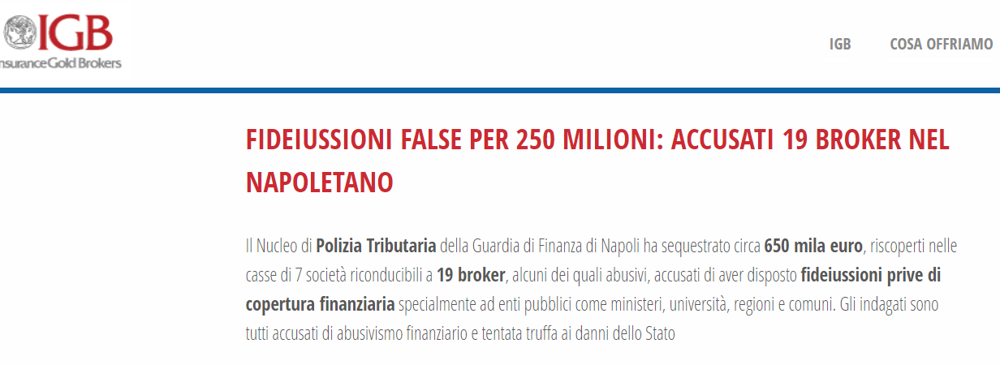 IGB
nsurance Gold Brokers
IGB COSA OFFRIAMO
FIDEIUSSIONI FALSE PER 250 MILIONI: ACCUSATI 19 BROKER NEL
NAPOLETANO
Il Nucleo di Polizia Tributaria della Guardia di Finanza di Napoli ha sequestrato circa 650 mila euro, riscoperti nelle
casse di 7 società riconducibili a 19 broker, alcuni dei quali abusivi, accusati di aver disposto fideiussioni prive di
copertura finanziaria specialmente ad enti pubblici come ministeri, università, regioni e comuni. Gli indagati sono
tutti accusati di abusivismo finanziario e tentata truffa ai danni dello Stato